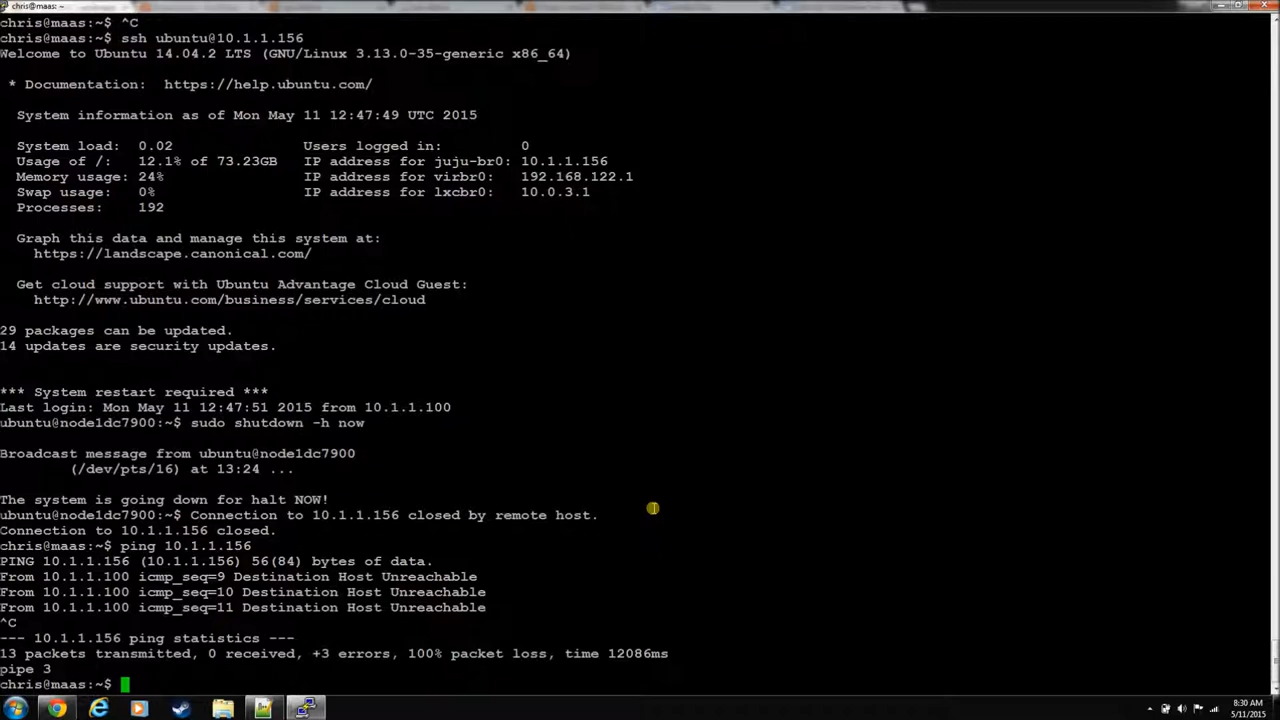 chris@maas: ~
chris@maas:~$ ^C
chris@maas:~$ ssh ubuntu@10.1.1.156
Welcome to Ubuntu 14.04.2 LTS (GNU/Linux 3.13.0-35-generic x86_64)
* Documentation:  https://help.ubuntu.com/
System information as of Mon May 11 12:47:49 UTC 2015
System load:  0.02              Users logged in:       0
Usage of /:   12.1% of 73.23GB   IP address for juju-br0: 10.1.1.156
Memory usage: 24%               IP address for virbr0:   192.168.122.1
Swap usage:   0%                IP address for lxcbr0:   10.0.3.1
Processes:    192
Graph this data and manage this system at:
https://landscape.canonical.com/
Get cloud support with Ubuntu Advantage Cloud Guest:
http://www.ubuntu.com/business/services/cloud
29 packages can be updated.
14 updates are security updates.
*** System restart required ***
Last login: Mon May 11 12:47:51 2015 from 10.1.1.100
ubuntu@node1dc7900:~$ sudo shutdown -h now
Broadcast message from ubuntu@node1dc7900
(/dev/pts/16) at 13:24 ...
The system is going down for halt NOW!
ubuntu@node1dc7900:~$ Connection to 10.1.1.156 closed by remote host.
Connection to 10.1.1.156 closed.
chris@maas:~$ ping 10.1.1.156
PING 10.1.1.156 (10.1.1.156) 56(84) bytes of data.
From 10.1.1.100 icmp_seq=9 Destination Host Unreachable
From 10.1.1.100 icmp_seq=10 Destination Host Unreachable
From 10.1.1.100 icmp_seq=11 Destination Host Unreachable
^C
--- 10.1.1.156 ping statistics ---
13 packets transmitted, 0 received, +3 errors, 100% packet loss, time 12086ms
pipe 3
chris@maas:~$
8:30 AM
5/11/2015